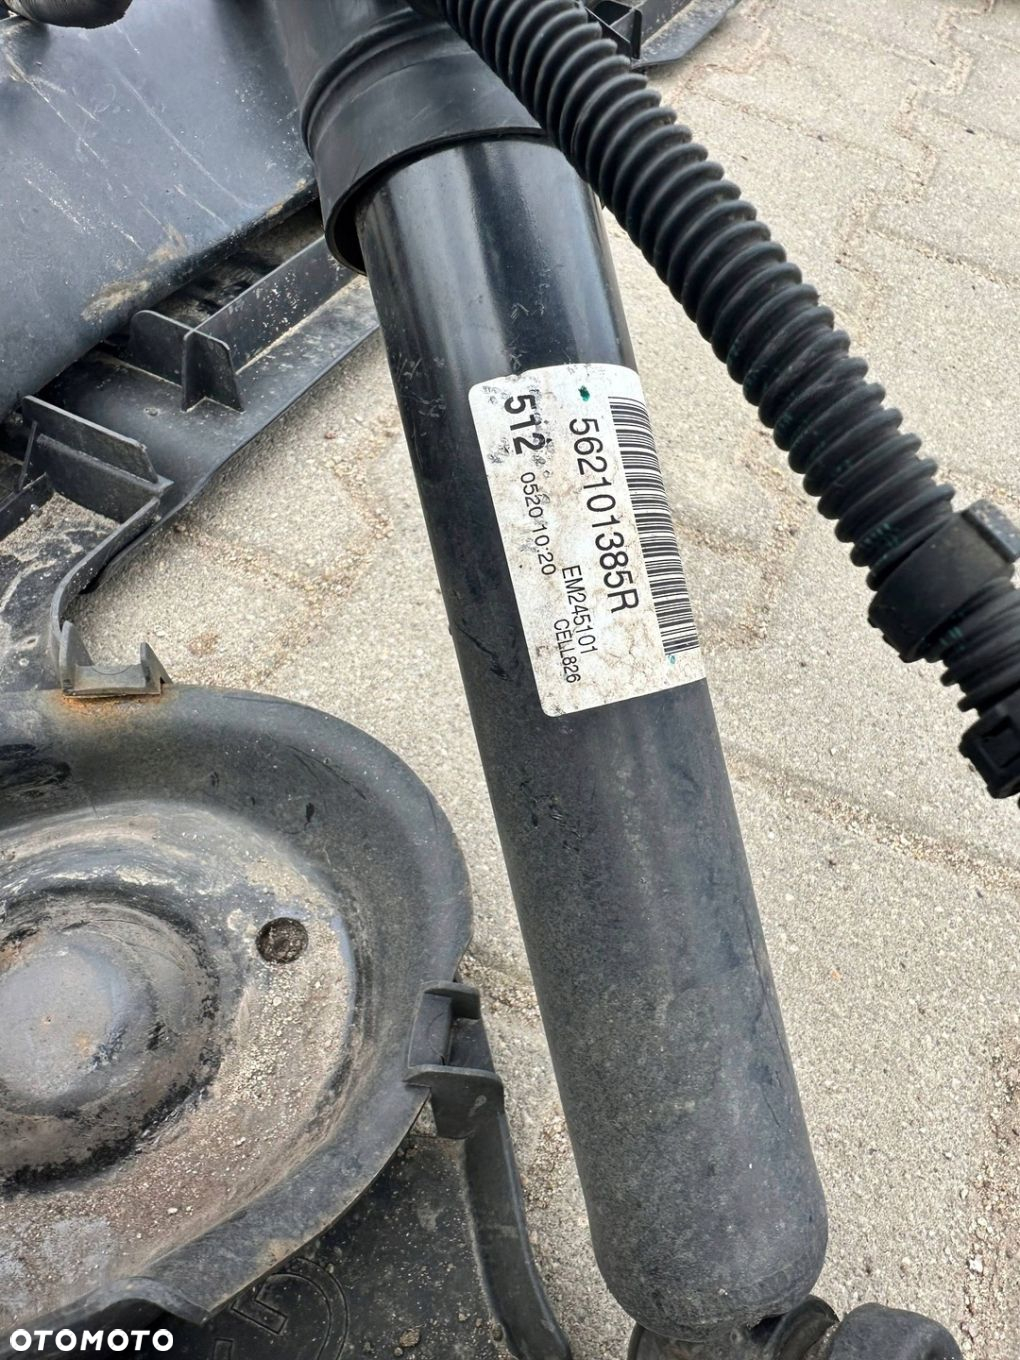 562101385R
512 0520 10:20
EM245101
CELL826
OTOMOTO